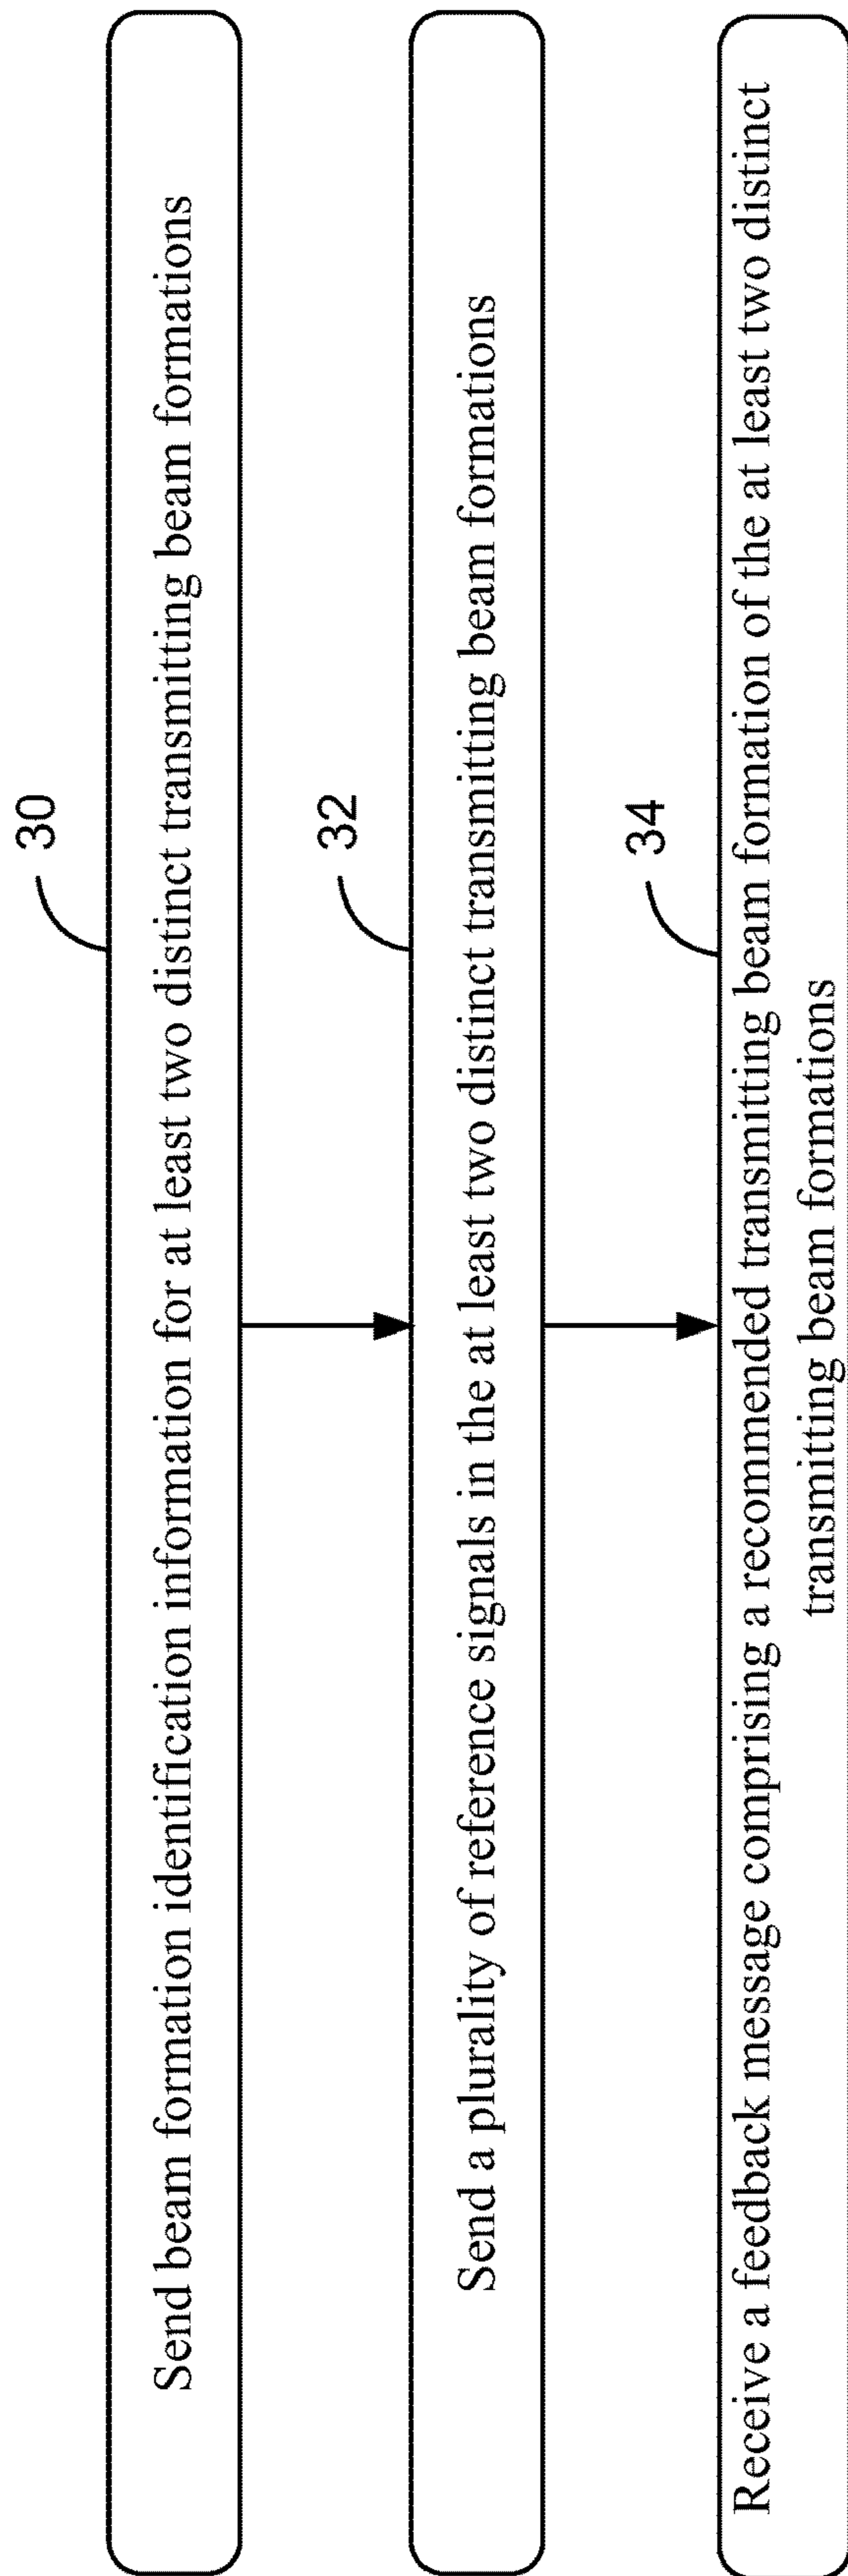 30
Send beam formation identification information for at least two distinct transmitting beam formations
32
Send a plurality of reference signals in the at least two distinct transmitting beam formations
34
Receive a feedback message comprising a recommended transmitting beam formation of the at least two distinct
transmitting beam formations